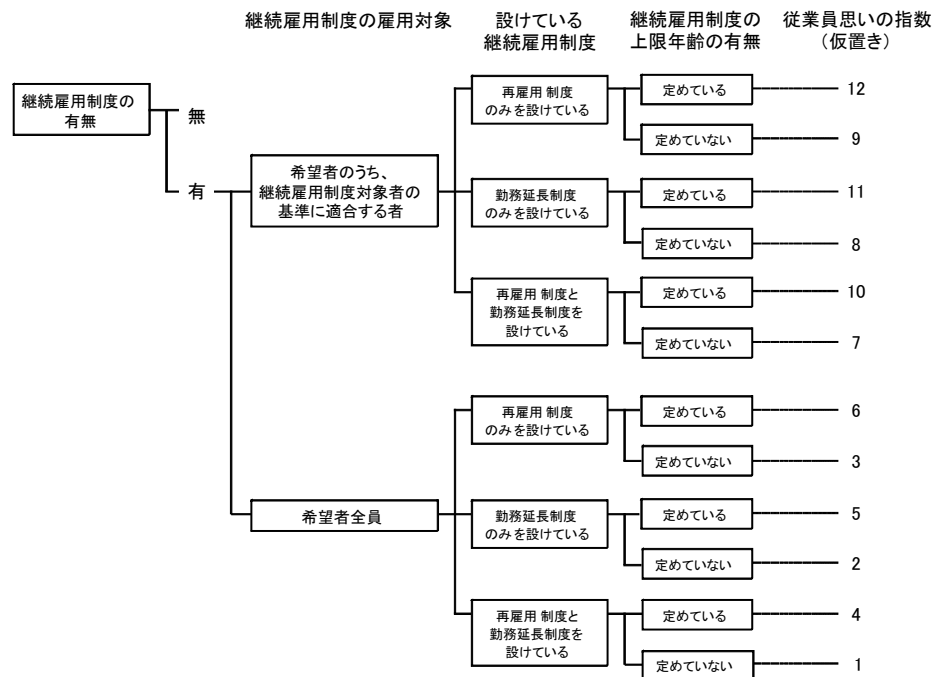 継続雇用制度の雇用対象
設けている
継続雇用制度
継続雇用制度の
上限年齢の有無
従業員思いの指数
（仮置き）
継続雇用制度の
有無
無
有
希望者のうち、
継続雇用制度対象者の
基準に適合する者
再雇用 制度
のみを設けている
定めている
12
定めていない
9
勤務延長制度
のみを設けている
定めている
11
定めていない
8
再雇用 制度と
勤務延長制度を
設けている
定めている
10
定めていない
7
希望者全員
再雇用 制度
のみを設けている
定めている
6
定めていない
3
勤務延長制度
のみを設けている
定めている
5
定めていない
2
再雇用 制度と
勤務延長制度を
設けている
定めている
4
定めていない
1